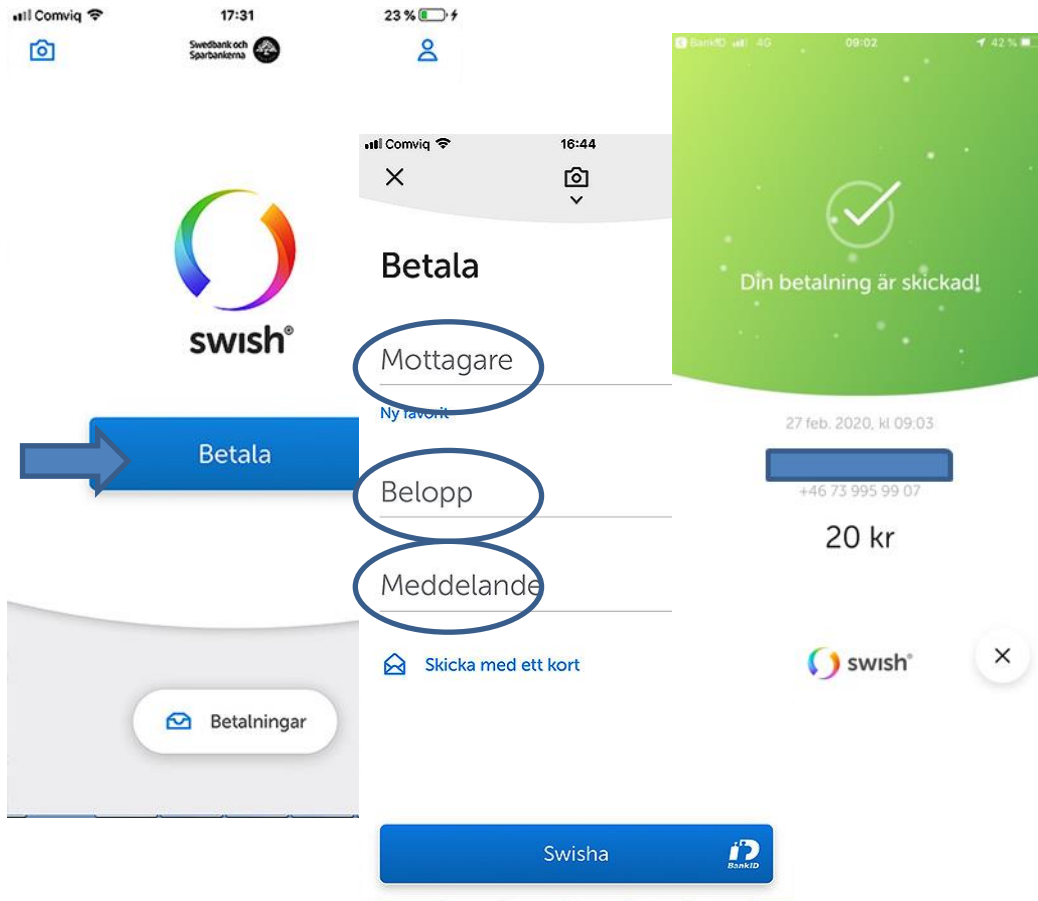 Comviq 17:31 23 %
Swedbank och
Sparbankerna
swish®
Betala
Betalningar
Comviq 16:44
Betala
Mottagare
Ny favorit
Belopp
Meddelande
Skicka med ett kort
Swisha
BankID
BankID 4G 09:02 42 %
Din betalning är skickad!
27 feb. 2020, kl 09:03
+46 73 995 99 07
20 kr
swish®